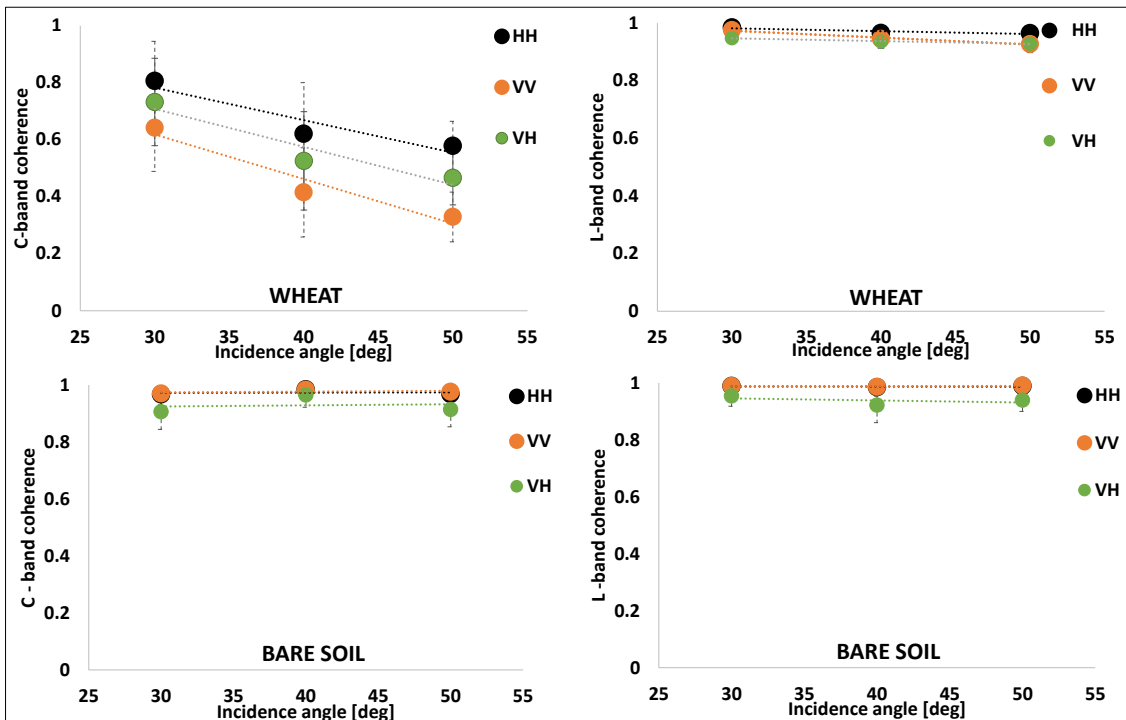 C-baand coherence
1
0.8
0.6
0.4
0.2
0
HH
VV
VH
WHEAT
25 30 35 40 45 50 55
Incidence angle [deg]
L-band coherence
1
0.8
0.6
0.4
0.2
0
HH
VV
VH
WHEAT
25 30 35 40 45 50 55
Incidence angle [deg]
C - band coherence
1
0.8
0.6
0.4
0.2
0
HH
VV
VH
BARE SOIL
25 30 35 40 45 50 55
Incidence angle [deg]
L -band coherence
1
0.8
0.6
0.4
0.2
0
HH
VV
VH
BARE SOIL
25 30 35 40 45 50 55
Incidence angle [deg]